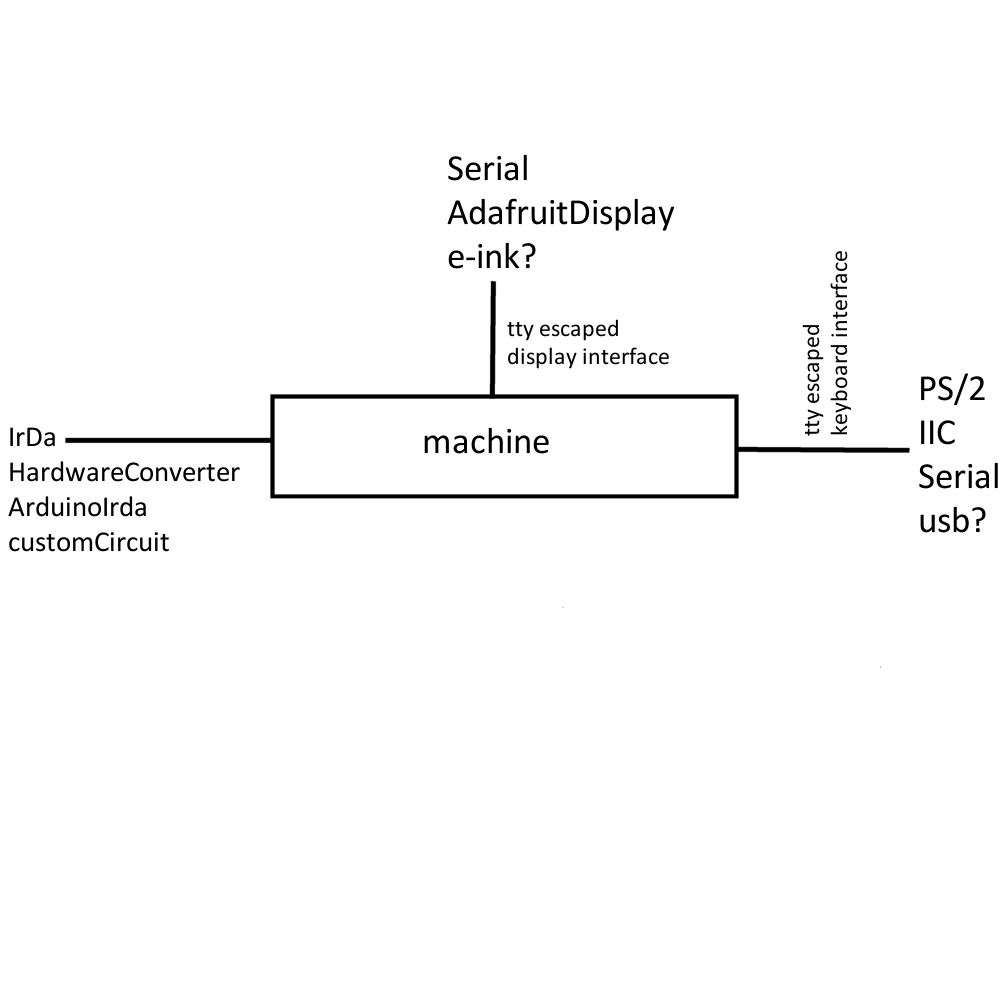 Serial
AdafruitDisplay
e-ink?
tty escaped
display interface
tty escaped
keyboard interface
machine
IrDa
HardwareConverter
ArduinoIrda
customCircuit
PS/2
IIC
Serial
usb?